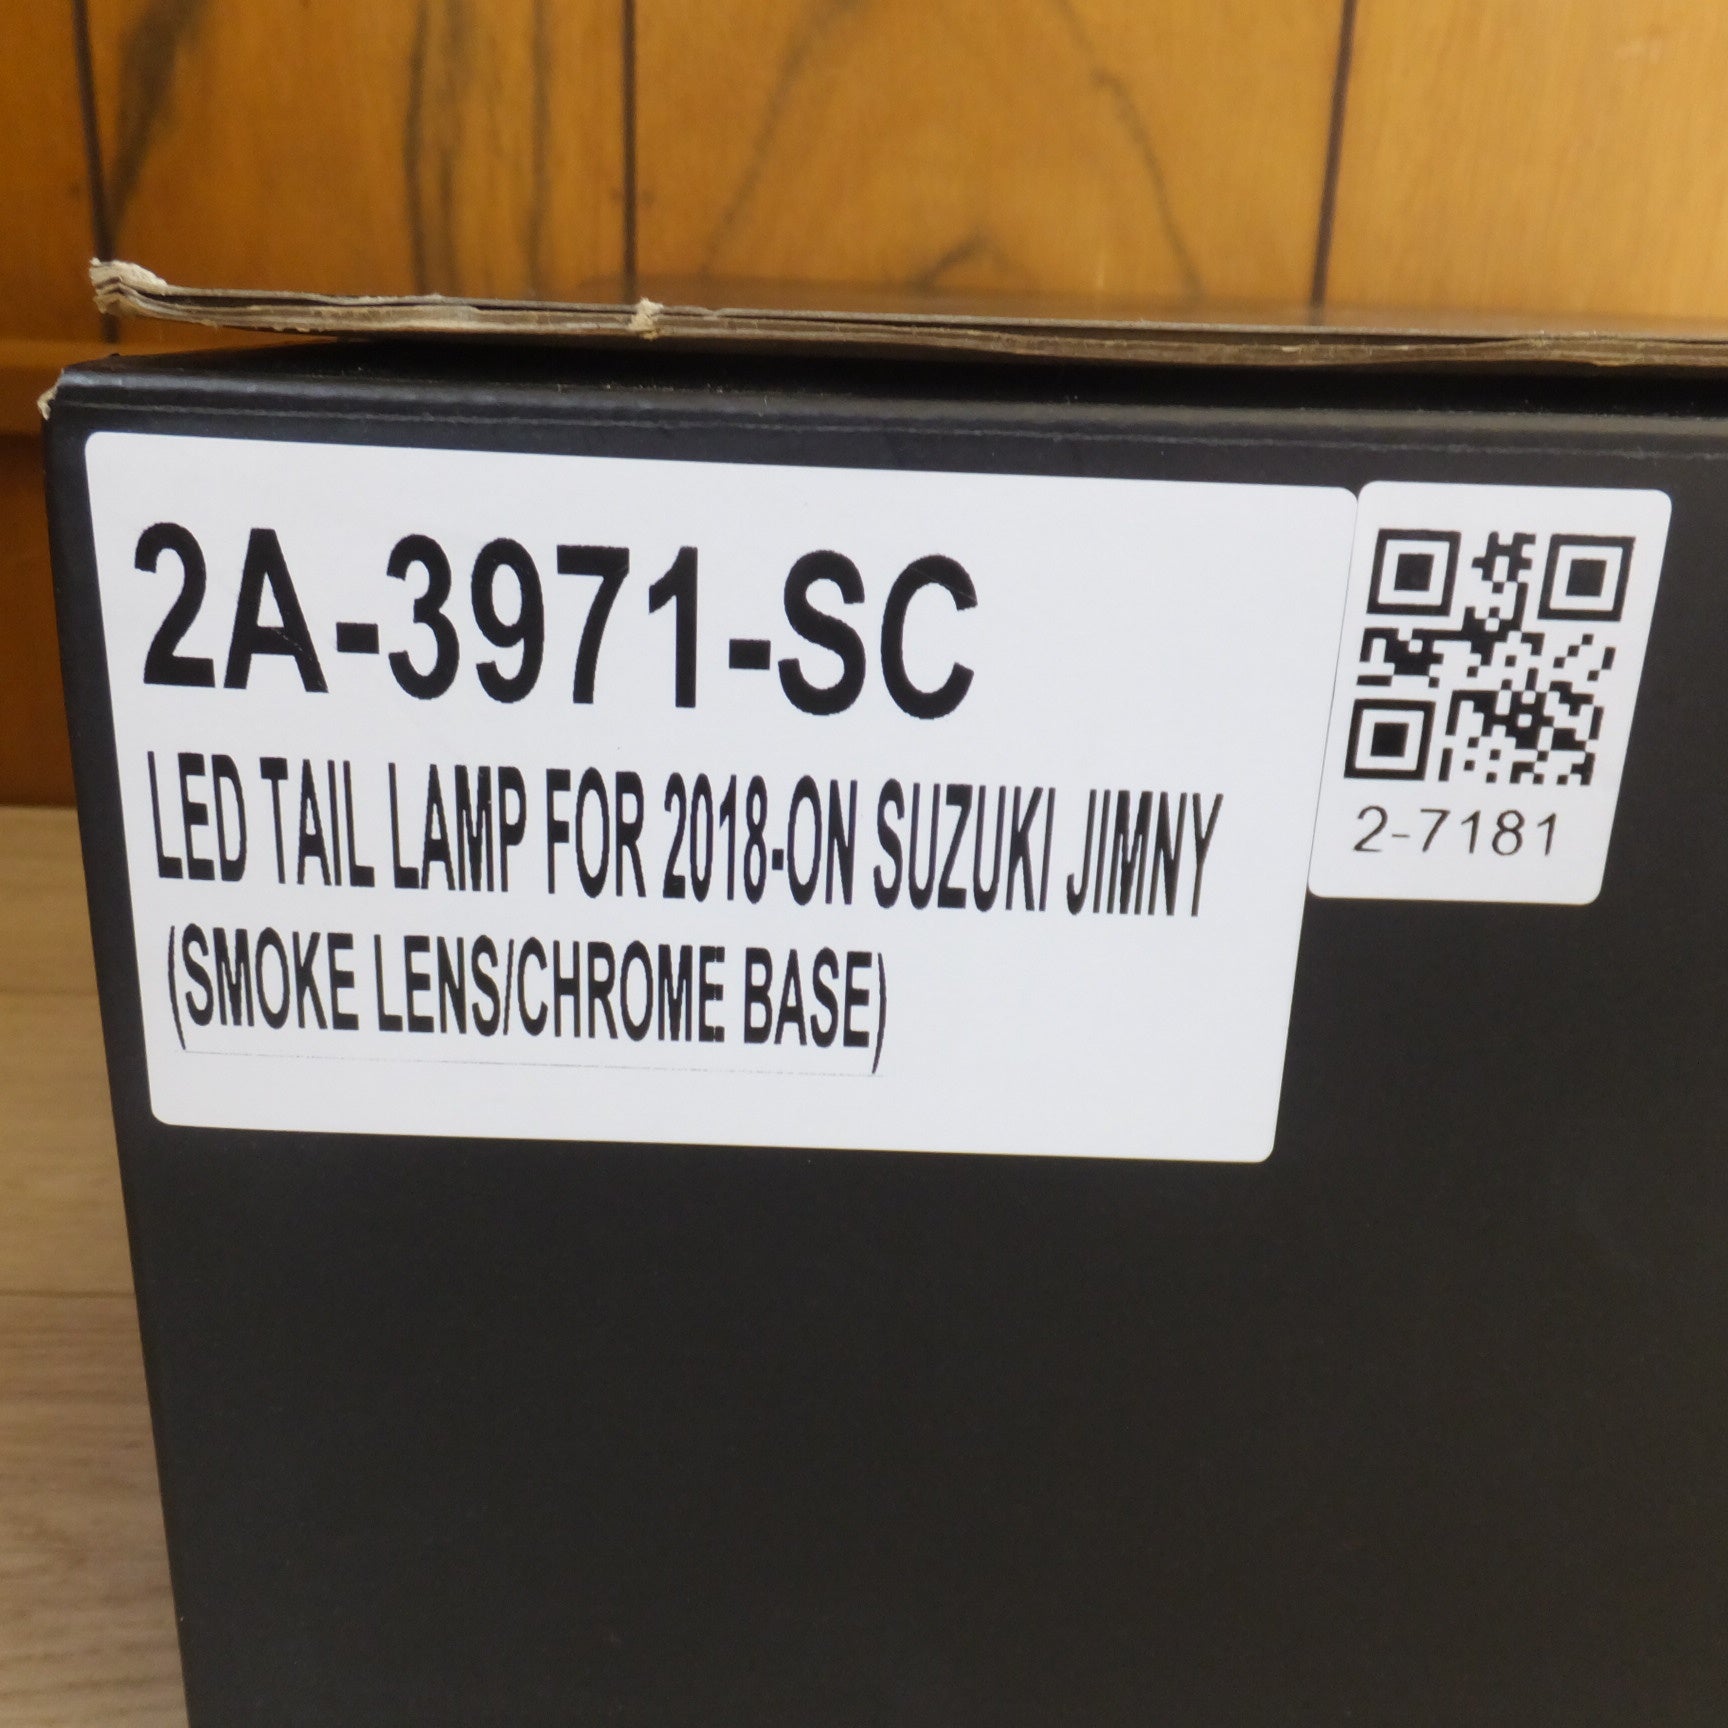 2A-3971-SC
LED TAIL LAMP FOR 2018-ON SUZUKI JIMNY
(SMOKE LENS/CHROME BASE)
2-7181